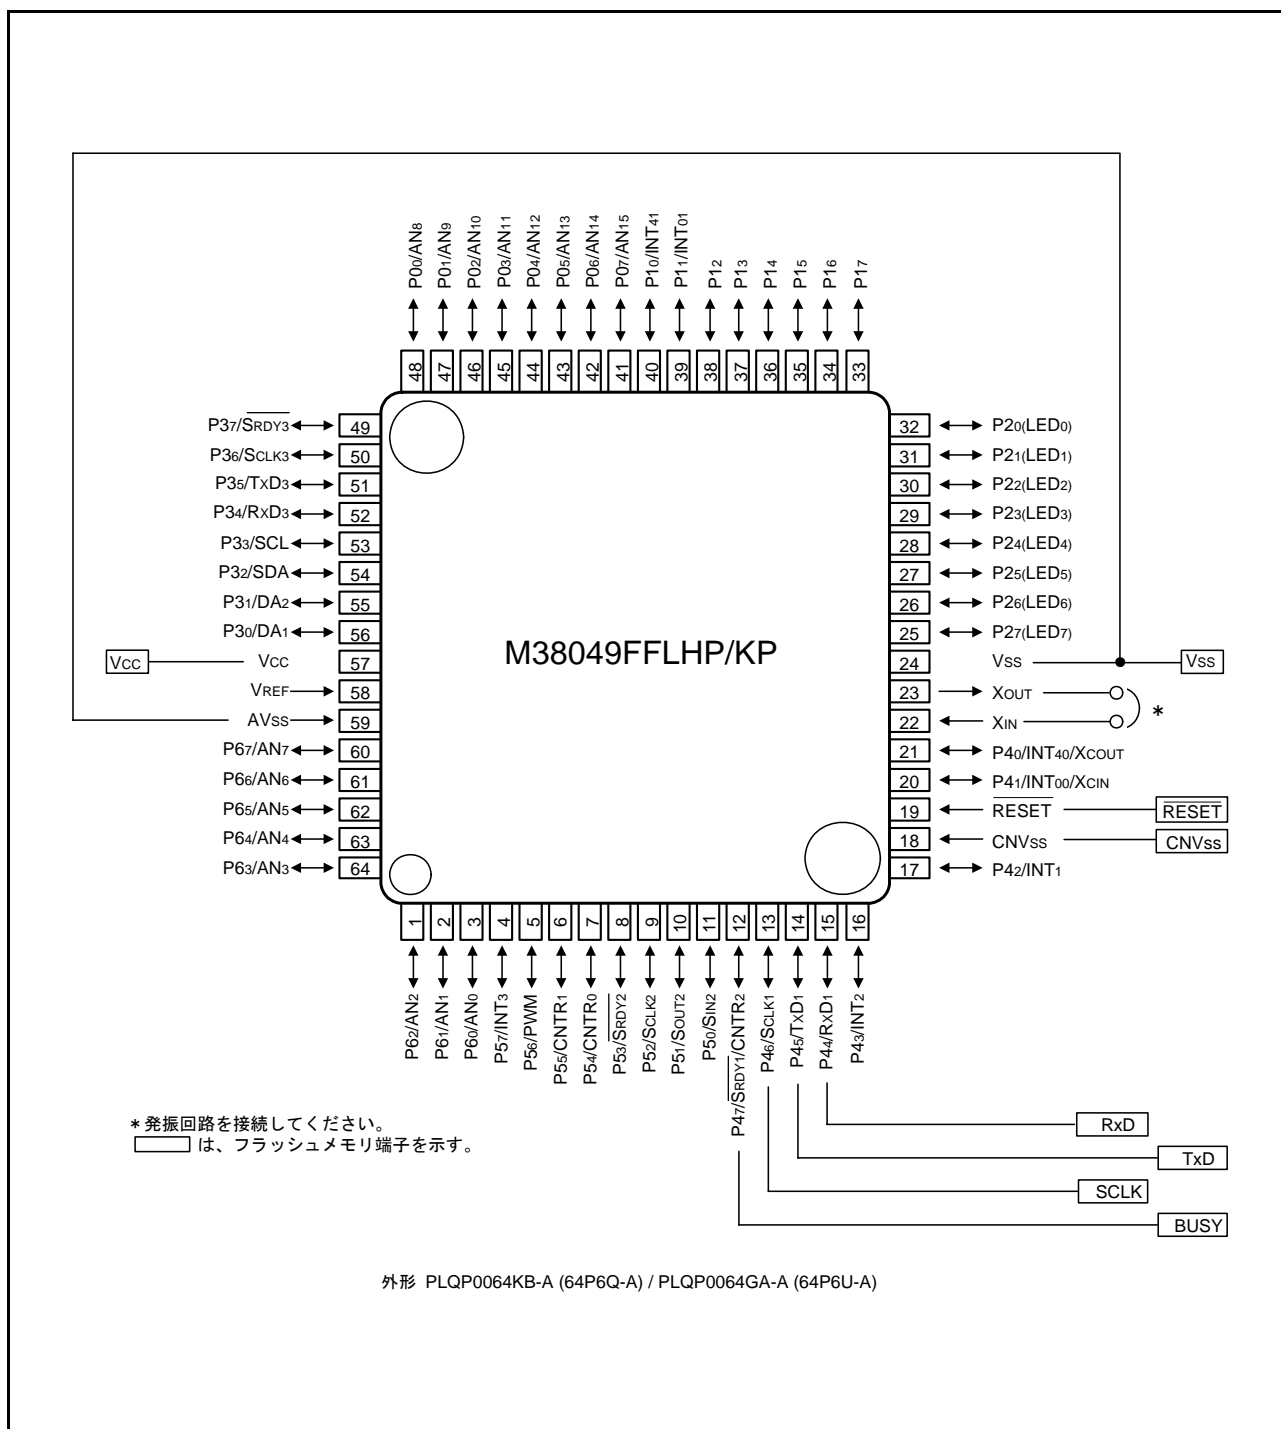 P00/AN8
P01/AN9
P02/AN10
P03/AN11
P04/AN12
P05/AN13
P06/AN14
P07/AN15
P10/INT41
P11/INT01
P12
P13
P14
P15
P16
P17
48 47 46 45 44 43 42 41 40 39 38 37 36 35 34 33
P37/SRDY3 49
P36/SCLK3 50
P35/TXD3 51
P34/RXD3 52
P33/SCL 53
P32/SDA 54
P31/DA2 55
P30/DA1 56
VCC VCC 57
VREF 58
AVSS 59
P67/AN7 60
P66/AN6 61
P65/AN5 62
P64/AN4 63
P63/AN3 64
M38049FFLHP/KP
32 P20(LED0)
31 P21(LED1)
30 P22(LED2)
29 P23(LED3)
28 P24(LED4)
27 P25(LED5)
26 P26(LED6)
25 P27(LED7)
24 VSS VSS
23 XOUT
*
22 XIN
21 P40/INT40/XCOUT
20 P41/INT00/XCIN
19 RESET RESET
18 CNVSS CNVss
17 P42/INT1
1 2 3 4 5 6 7 8 9 10 11 12 13 14 15 16
P62/AN2
P61/AN1
P60/AN0
P57/INT3
P56/PWM
P55/CNTR1
P54/CNTR0
P53/SRDY2
P52/SCLK2
P51/SOUT2
P50/SIN2
P47/SRDY1/CNTR2
P46/SCLK1
P45/TXD1
P44/RXD1
P43/INT2
RxD
TxD
SCLK
BUSY
*発振回路を接続してください。
は、フラッシュメモリ端子を示す。
外形 PLQP0064KB-A (64P6Q-A) / PLQP0064GA-A (64P6U-A)